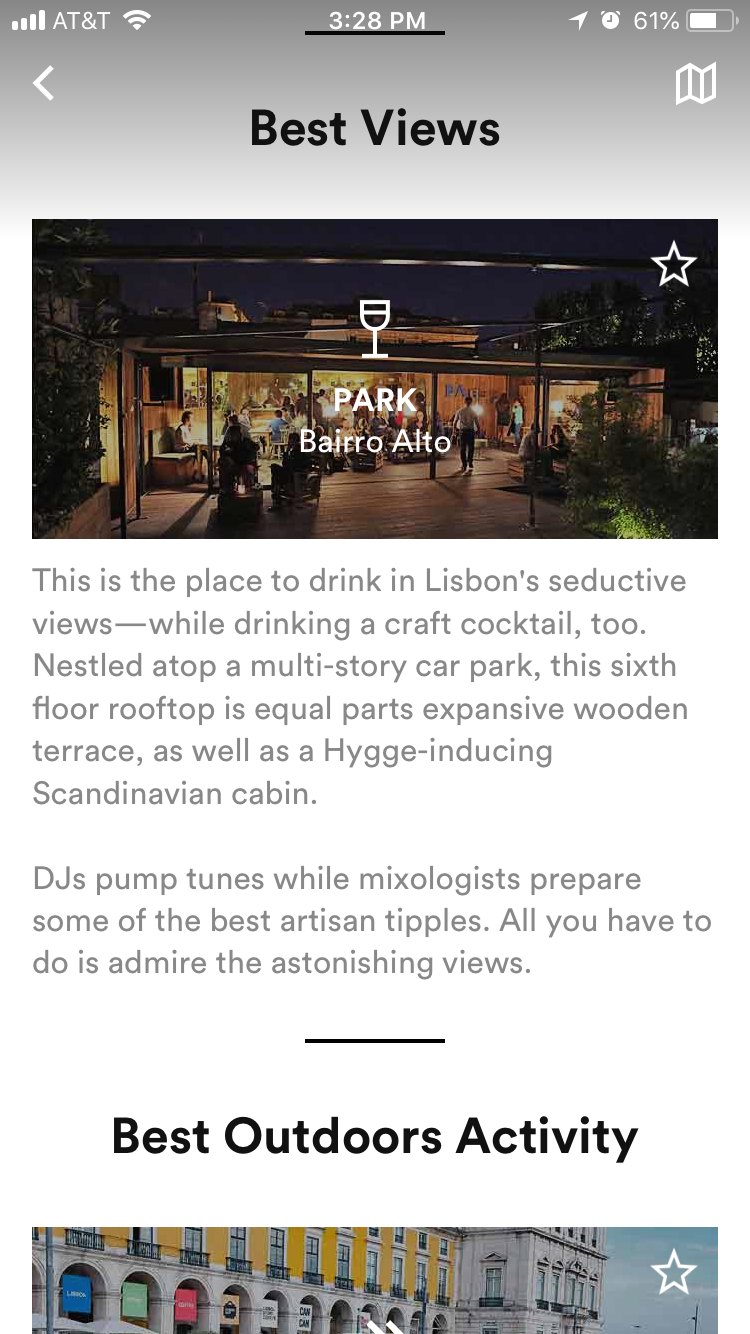 AT&T 3:28 PM 61%
Best Views
PARK
Bairro Alto
This is the place to drink in Lisbon's seductive
views—while drinking a craft cocktail, too.
Nestled atop a multi-story car park, this sixth
floor rooftop is equal parts expansive wooden
terrace, as well as a Hygge-inducing
Scandinavian cabin.
DJs pump tunes while mixologists prepare
some of the best artisan tipples. All you have to
do is admire the astonishing views.
Best Outdoors Activity
LISBOA
CAN
CAN